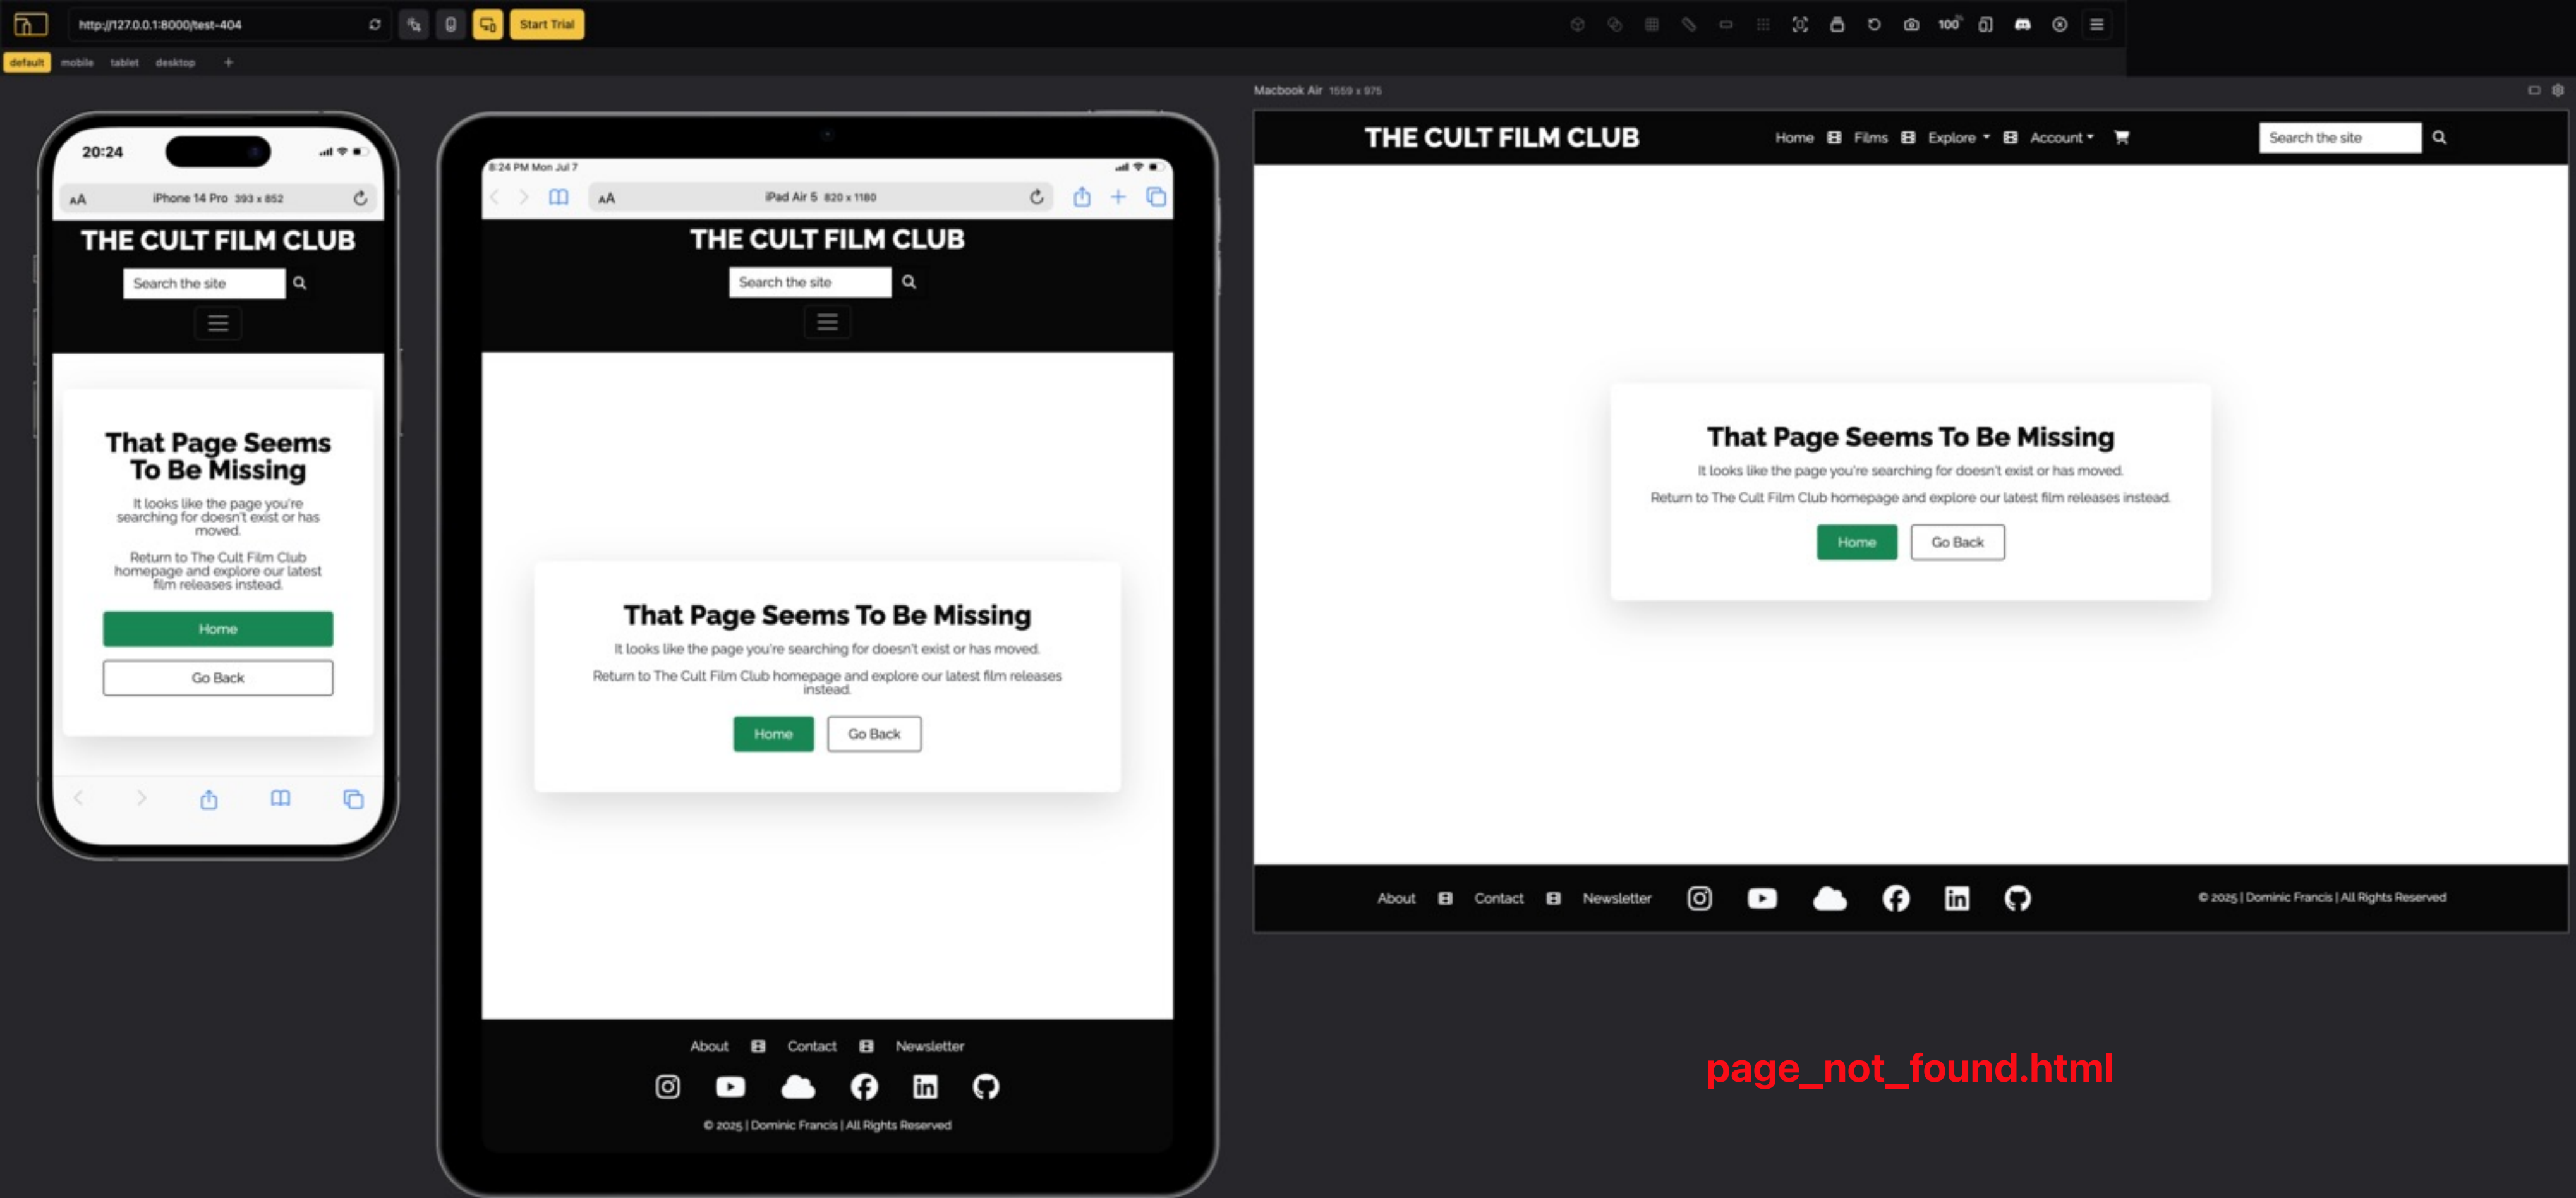 http://127.0.0.1:8000/test-404
Start Trial
100%
default mobile tablet desktop +
20:24
AA iPhone 14 Pro 393 x 852
THE CULT FILM CLUB
Search the site
That Page Seems
To Be Missing
It looks like the page you're
searching for doesn't exist or has
moved.
Return to The Cult Film Club
homepage and explore our latest
film releases instead.
Home
Go Back
8:24 PM Mon Jul 7
AA iPad Air 5 820 x 1180
THE CULT FILM CLUB
Search the site
That Page Seems To Be Missing
It looks like the page you're searching for doesn't exist or has moved.
Return to The Cult Film Club homepage and explore our latest film releases
instead.
Home Go Back
About Contact Newsletter
© 2025 | Dominic Francis | All Rights Reserved
Macbook Air 1559 x 975
THE CULT FILM CLUB Home Films Explore Account Search the site
That Page Seems To Be Missing
It looks like the page you're searching for doesn't exist or has moved.
Return to The Cult Film Club homepage and explore our latest film releases instead.
Home Go Back
About Contact Newsletter © 2025 | Dominic Francis | All Rights Reserved
page_not_found.html